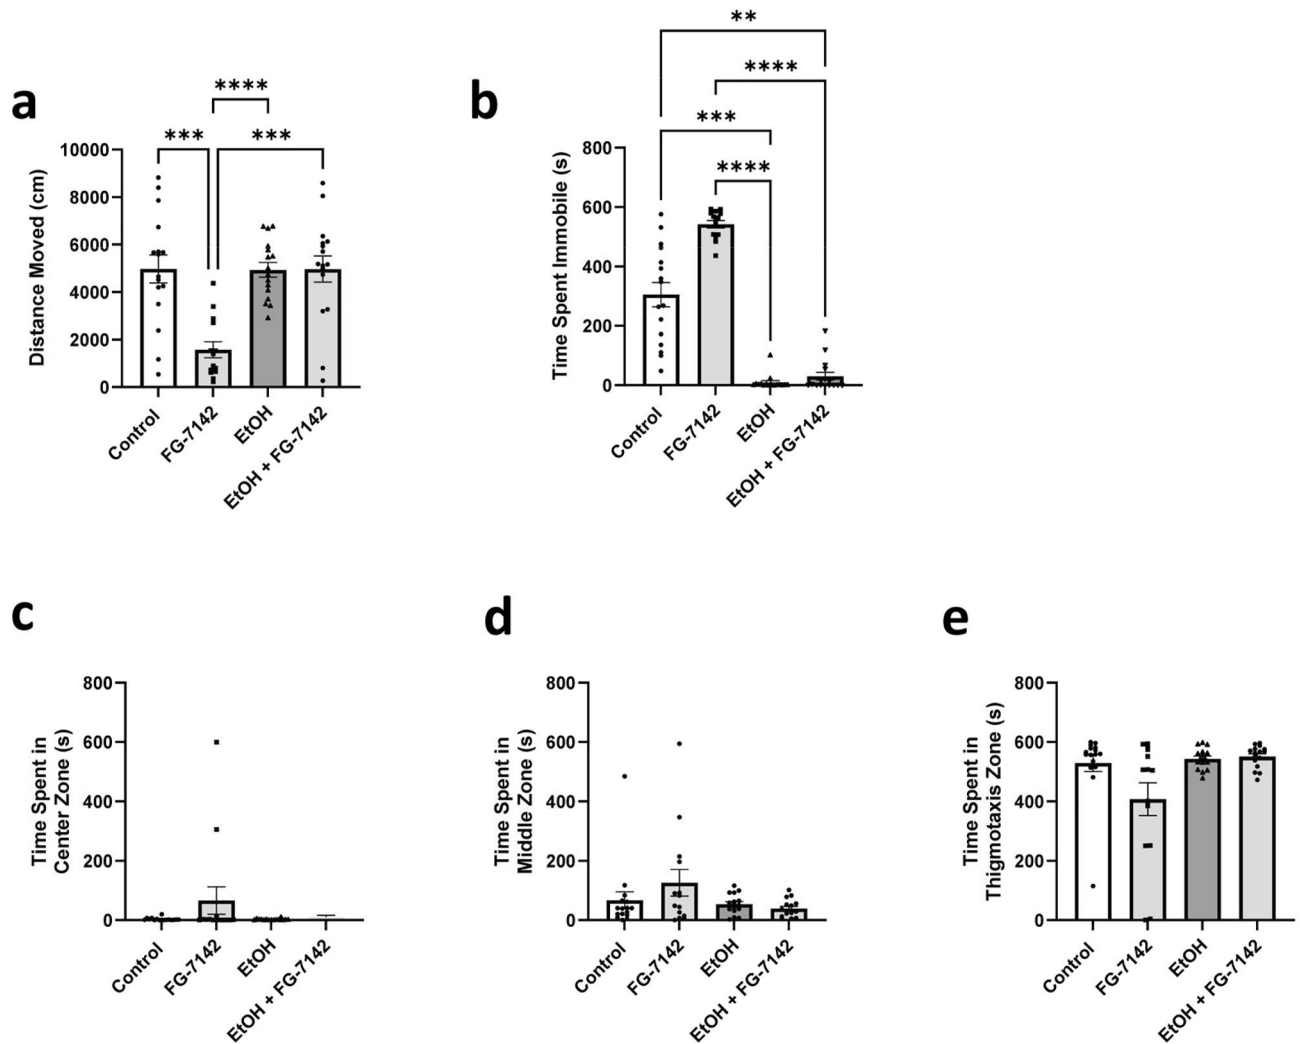 a
Distance Moved (cm)
10000
8000
6000
4000
2000
0
***
****
***
Control
FG-7142
EtOH
EtOH + FG-7142
b
Time Spent Immobile (s)
800
600
400
200
0
**
****
***
****
Control
FG-7142
EtOH
EtOH + FG-7142
c
Time Spent in
Center Zone (s)
800
600
400
200
0
Control
FG-7142
EtOH
EtOH + FG-7142
d
Time Spent in
Middle Zone (s)
800
600
400
200
0
Control
FG-7142
EtOH
EtOH + FG-7142
e
Time Spent in
Thigmotaxis Zone (s)
800
600
400
200
0
Control
FG-7142
EtOH
EtOH + FG-7142